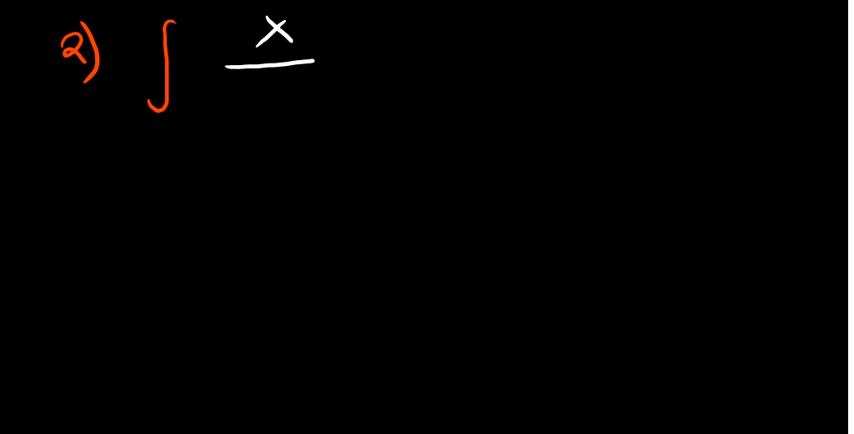 2) ∫ x